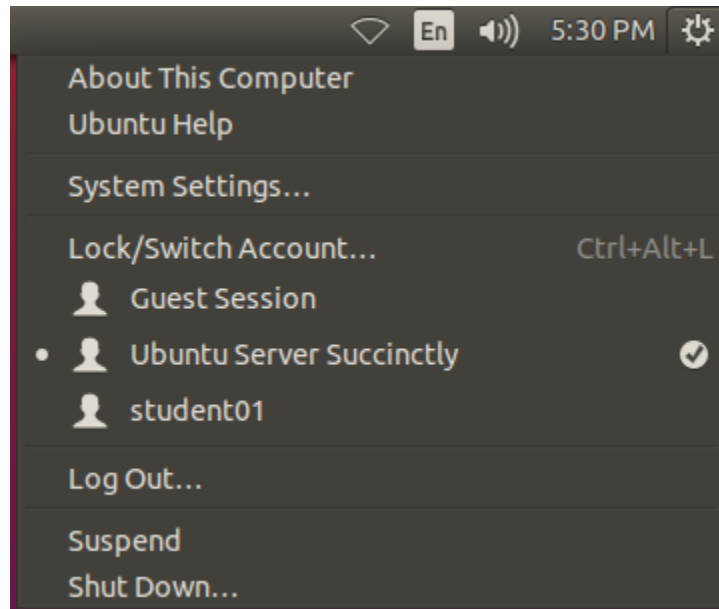 En 5:30 PM
About This Computer
Ubuntu Help
System Settings...
Lock/Switch Account... Ctrl+Alt+L
Guest Session
Ubuntu Server Succinctly
student01
Log Out...
Suspend
Shut Down...